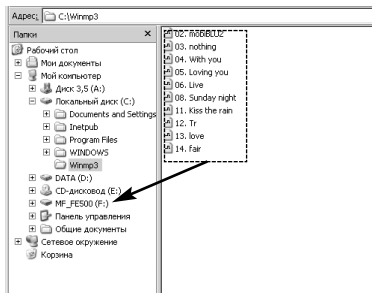 Адрес: C:\Winmp3
Папки
Рабочий стол
Мои документы
Мой компьютер
Диск 3,5 (A:)
Локальный диск (C:)
Documents and Settings
Inetpub
Program Files
WINDOWS
Winmp3
DATA (D:)
CD-дисковод (E:)
MF_FE500 (F:)
Панель управления
Общие документы
Сетевое окружение
Корзина
02. mobiBLU2
03. nothing
04. With you
05. Loving you
06. Live
08. Sunday night
11. Kiss the rain
12. Tr
13. love
14. fair